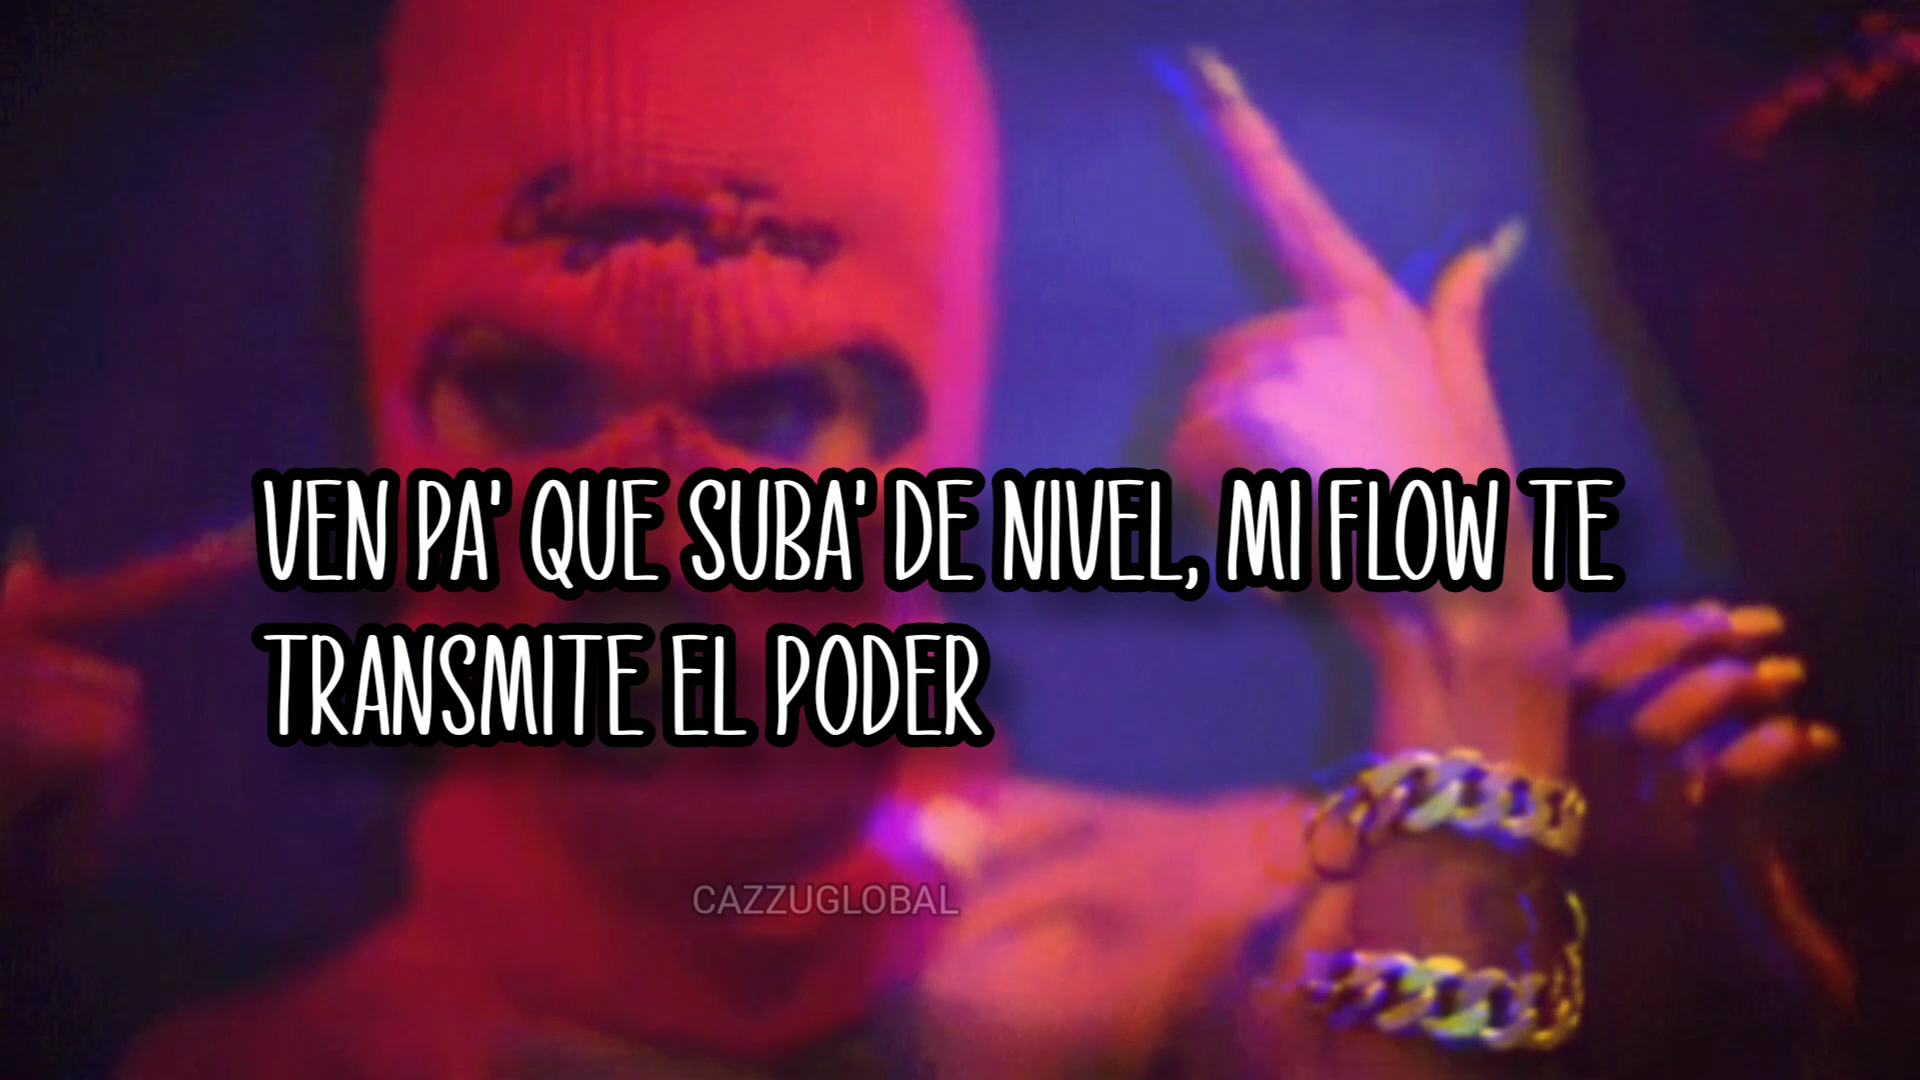 VEN PA' QUE SUBA' DE NIVEL, MI FLOW TE
TRANSMITE EL PODER
CAZZUGLOBAL